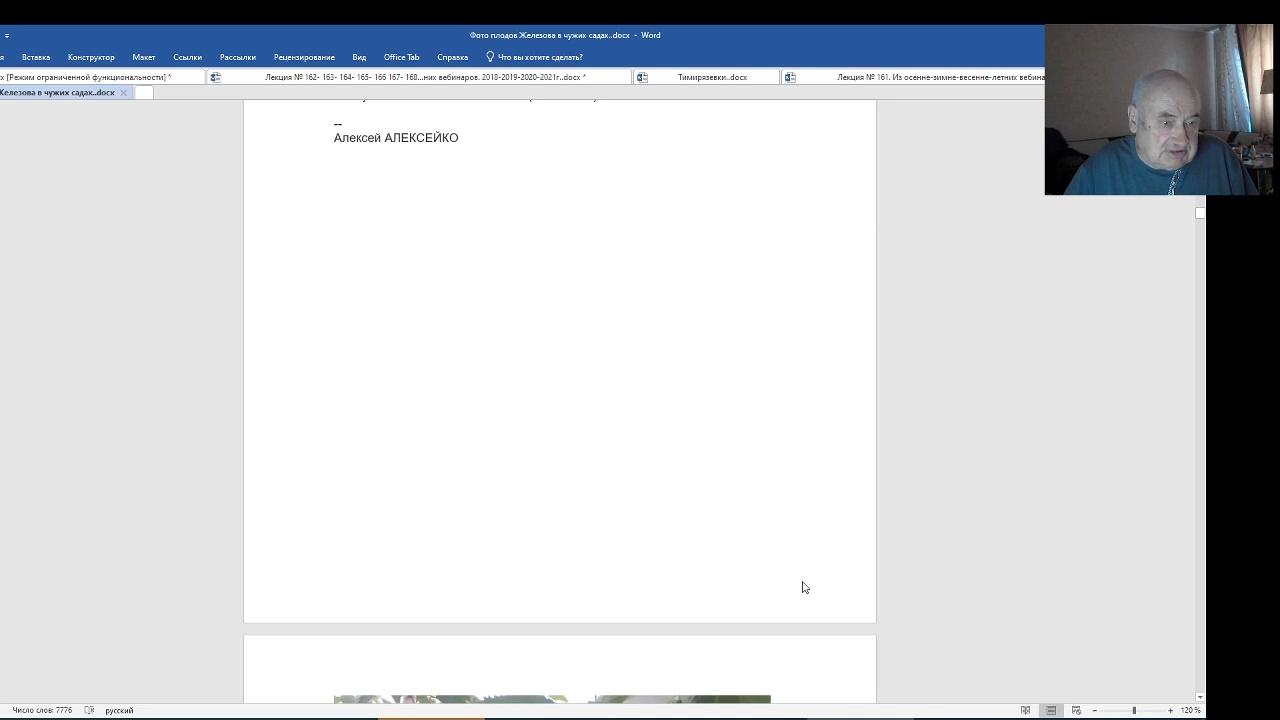 Фото плодов Железова в чужих садах..docx - Word
Вставка Конструктор Макет Ссылки Рассылки Рецензирование Вид Office Tab Справка Что вы хотите сделать?
[Режим ограниченной функциональности] * Лекция № 162- 163- 164- 165- 166 167- 168...них вебинаров. 2018-2019-2020-2021г..docx * Тимирязевки..docx Лекция № 161. Из осенне-зимне-весенне-летних вебина
Железова в чужих садах..docx
--
Алексей АЛЕКСЕЙКО
Число слов: 7776 русский 120 %